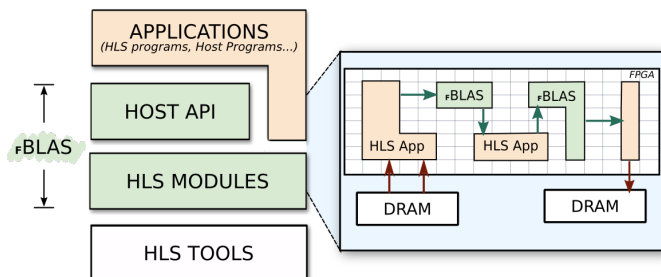 APPLICATIONS
(HLS programs, Host Programs...)
HOST API
FBLAS
HLS MODULES
HLS TOOLS
FPGA
FBLAS
FBLAS
HLS App
HLS App
DRAM
DRAM